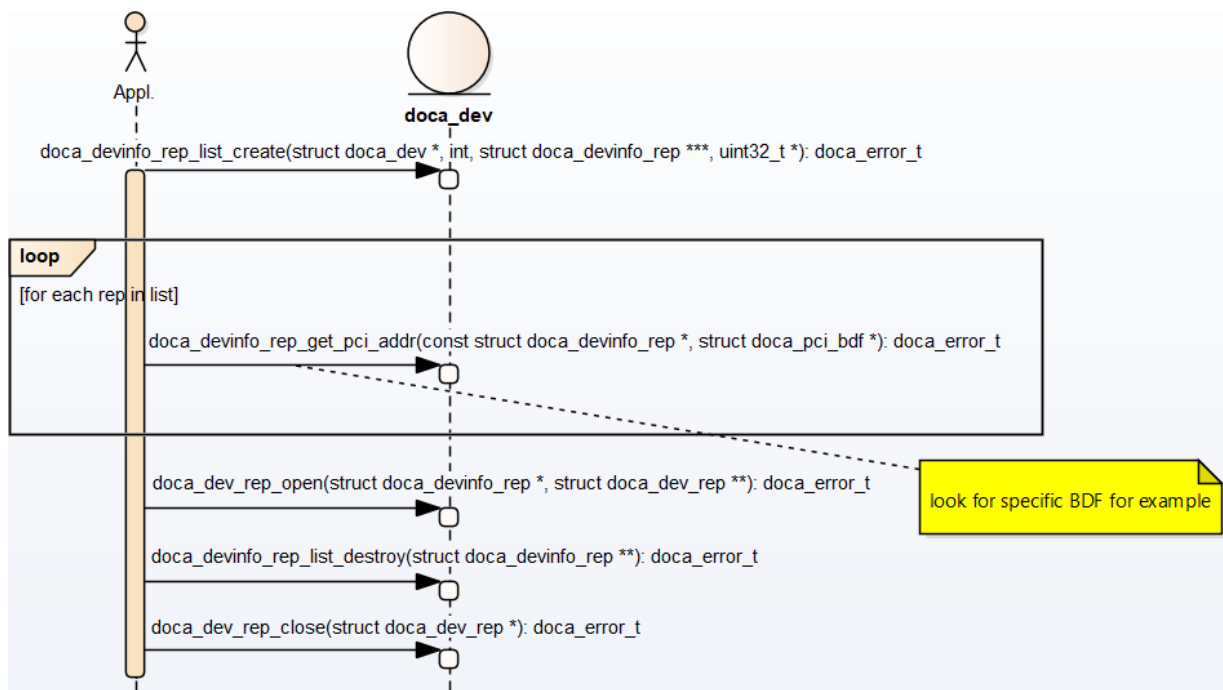 Appl.
doca_dev
doca_devinfo_rep_list_create(struct doca_dev *, int, struct doca_devinfo_rep ***, uint32_t *): doca_error_t
loop
[for each rep in list]
doca_devinfo_rep_get_pci_addr(const struct doca_devinfo_rep *, struct doca_pci_bdf *): doca_error_t
doca_dev_rep_open(struct doca_devinfo_rep *, struct doca_dev_rep **): doca_error_t
look for specific BDF for example
doca_devinfo_rep_list_destroy(struct doca_devinfo_rep **): doca_error_t
doca_dev_rep_close(struct doca_dev_rep *): doca_error_t